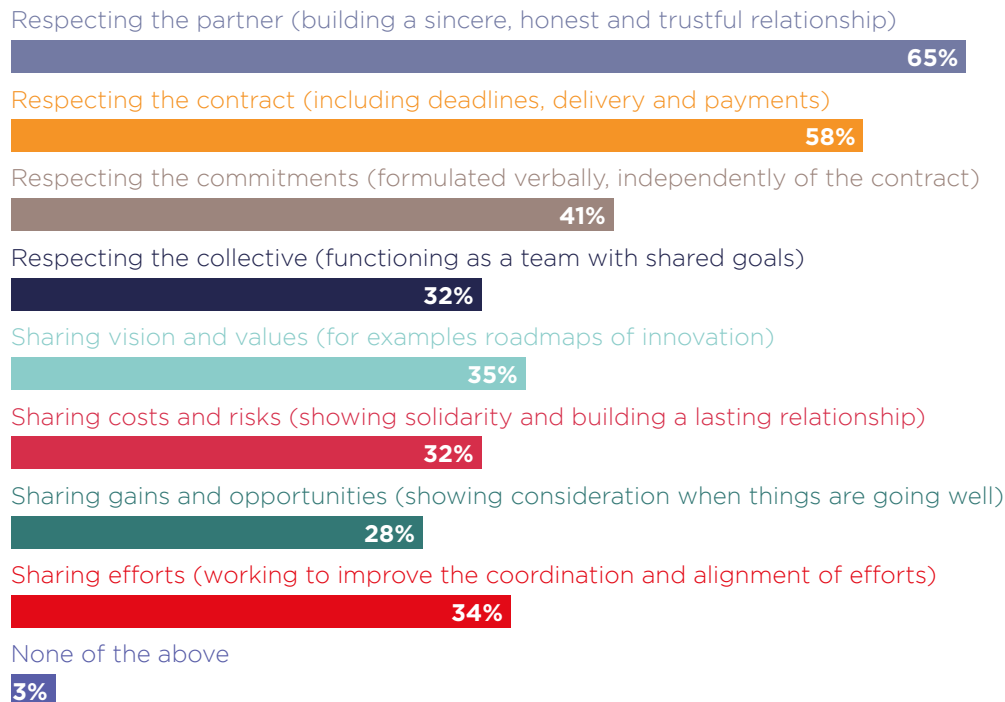 Respecting the partner (building a sincere, honest and trustful relationship)
65%
Respecting the contract (including deadlines, delivery and payments)
58%
Respecting the commitments (formulated verbally, independently of the contract)
41%
Respecting the collective (functioning as a team with shared goals)
32%
Sharing vision and values (for examples roadmaps of innovation)
35%
Sharing costs and risks (showing solidarity and building a lasting relationship)
32%
Sharing gains and opportunities (showing consideration when things are going well)
28%
Sharing efforts (working to improve the coordination and alignment of efforts)
34%
None of the above
3%